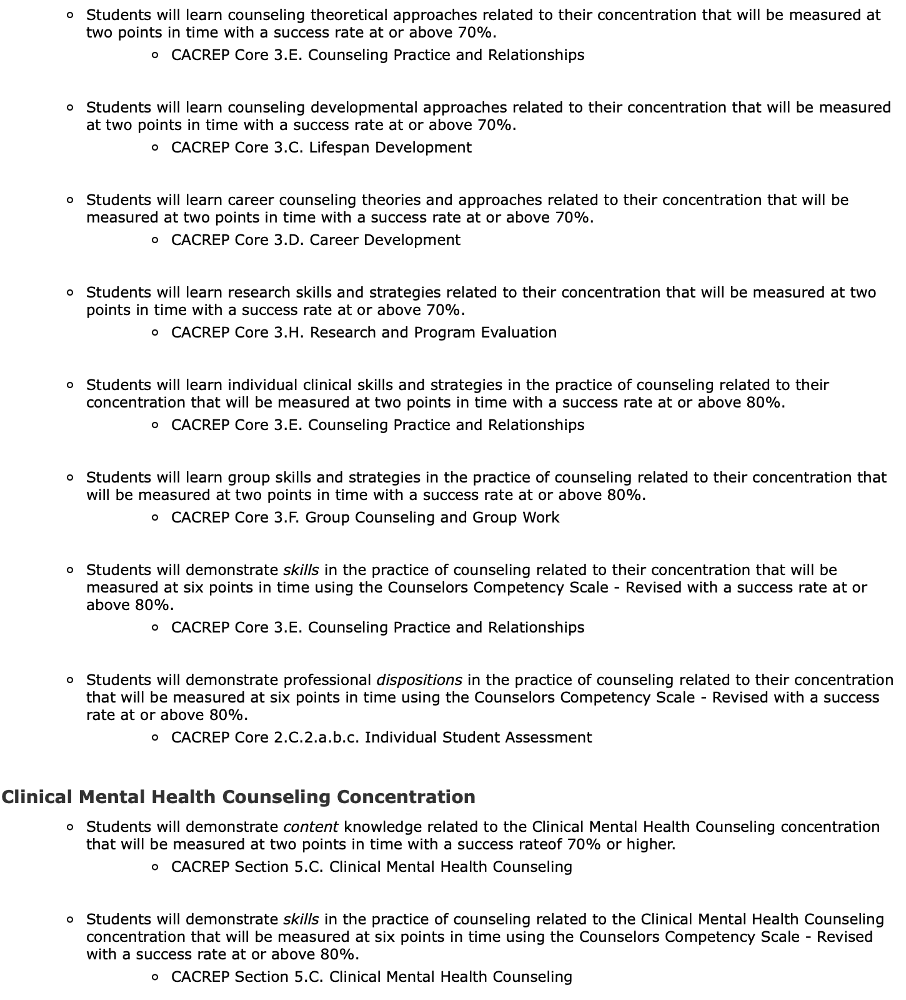 Students will learn counseling theoretical approaches related to their concentration that will be measured at
two points in time with a success rate at or above 70%.
CACREP Core 3.E. Counseling Practice and Relationships
Students will learn counseling developmental approaches related to their concentration that will be measured
at two points in time with a success rate at or above 70%.
CACREP Core 3.C. Lifespan Development
Students will learn career counseling theories and approaches related to their concentration that will be
measured at two points in time with a success rate at or above 70%.
CACREP Core 3.D. Career Development
Students will learn research skills and strategies related to their concentration that will be measured at two
points in time with a success rate at or above 70%.
CACREP Core 3.H. Research and Program Evaluation
Students will learn individual clinical skills and strategies in the practice of counseling related to their
concentration that will be measured at two points in time with a success rate at or above 80%.
CACREP Core 3.E. Counseling Practice and Relationships
Students will learn group skills and strategies in the practice of counseling related to their concentration that
will be measured at two points in time with a success rate at or above 80%.
CACREP Core 3.F. Group Counseling and Group Work
Students will demonstrate skills in the practice of counseling related to their concentration that will be
measured at six points in time using the Counselors Competency Scale - Revised with a success rate at or
above 80%.
CACREP Core 3.E. Counseling Practice and Relationships
Students will demonstrate professional dispositions in the practice of counseling related to their concentration
that will be measured at six points in time using the Counselors Competency Scale - Revised with a success
rate at or above 80%.
CACREP Core 2.C.2.a.b.c. Individual Student Assessment
Clinical Mental Health Counseling Concentration
Students will demonstrate content knowledge related to the Clinical Mental Health Counseling concentration
that will be measured at two points in time with a success rateof 70% or higher.
CACREP Section 5.C. Clinical Mental Health Counseling
Students will demonstrate skills in the practice of counseling related to the Clinical Mental Health Counseling
concentration that will be measured at six points in time using the Counselors Competency Scale - Revised
with a success rate at or above 80%.
CACREP Section 5.C. Clinical Mental Health Counseling